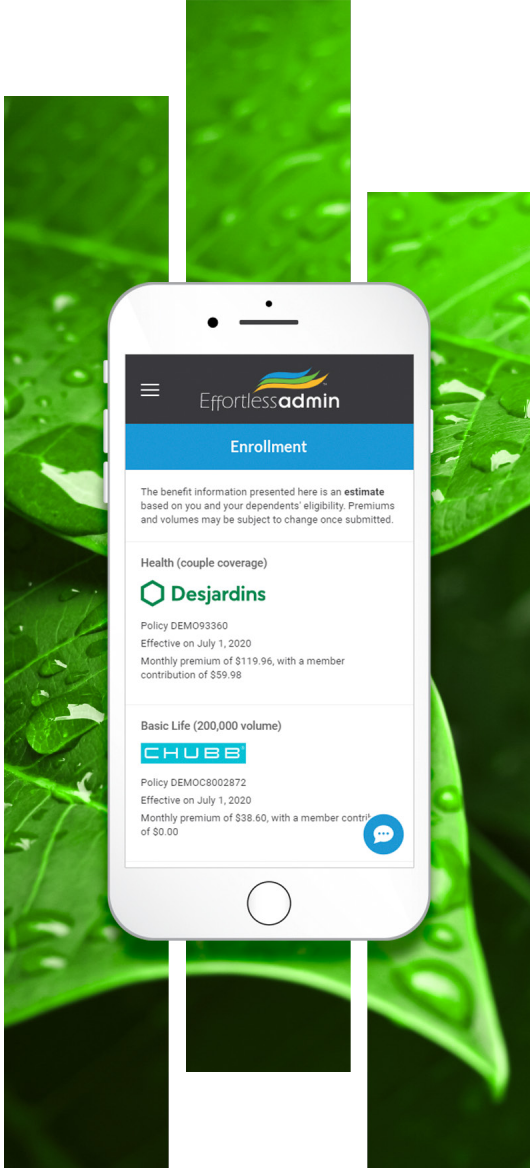 Effortlessadmin
Enrollment
The benefit information presented here is an estimate
based on you and your dependents' eligibility. Premiums
and volumes may be subject to change once submitted.
Health (couple coverage)
Desjardins
Policy DEMO93360
Effective on July 1, 2020
Monthly premium of $119.96, with a member
contribution of $59.98
Basic Life (200,000 volume)
CHUBB
Policy DEMOC8002872
Effective on July 1, 2020
Monthly premium of $38.60, with a member
of $0.00